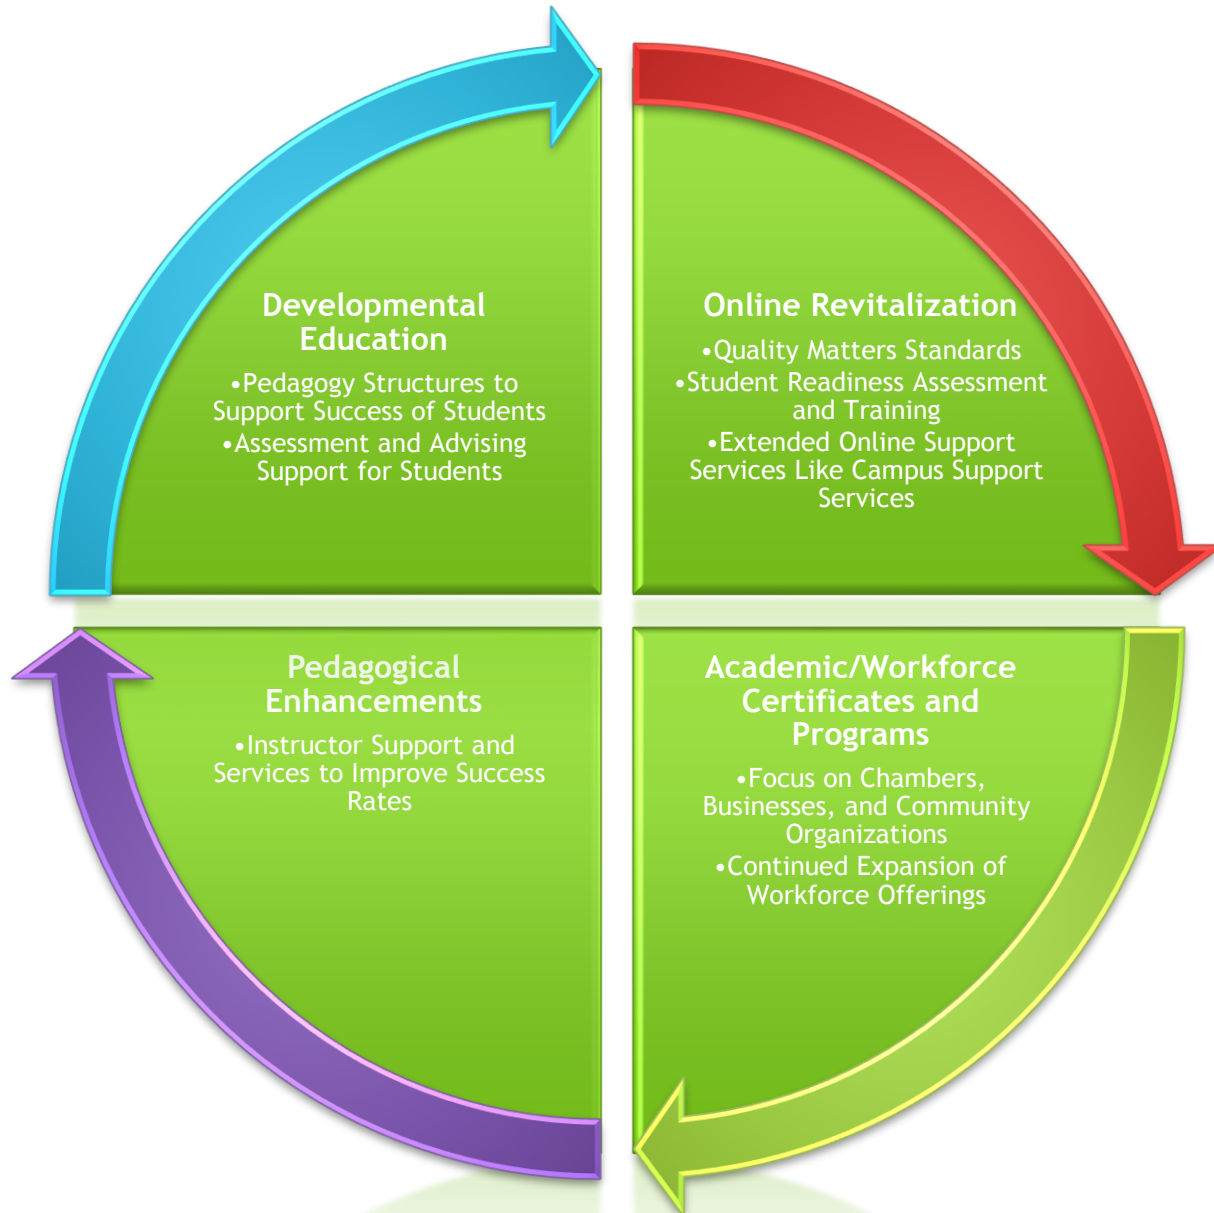 Developmental
Education
•Pedagogy Structures to
Support Success of Students
•Assessment and Advising
Support for Students
Online Revitalization
•Quality Matters Standards
•Student Readiness Assessment
and Training
•Extended Online Support
Services Like Campus Support
Services
Pedagogical
Enhancements
•Instructor Support and
Services to Improve Success
Rates
Academic/Workforce
Certificates and
Programs
•Focus on Chambers,
Businesses, and Community
Organizations
•Continued Expansion of
Workforce Offerings